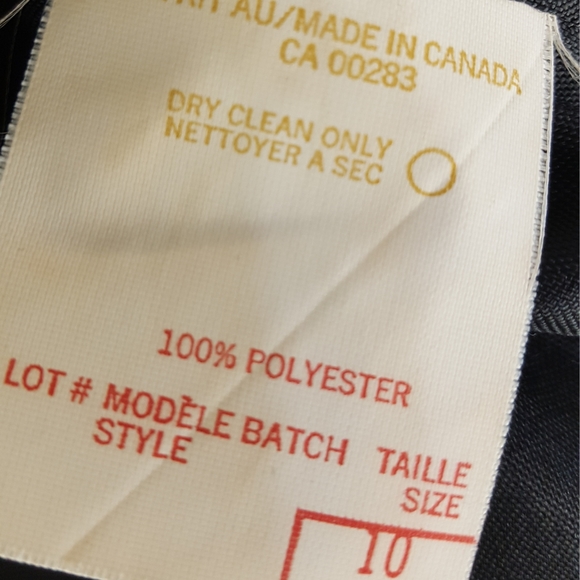 FAIT AU/MADE IN CANADA
CA 00283
DRY CLEAN ONLY
NETTOYER A SEC
100% POLYESTER
LOT # MODÈLE BATCH TAILLE
STYLE SIZE
10